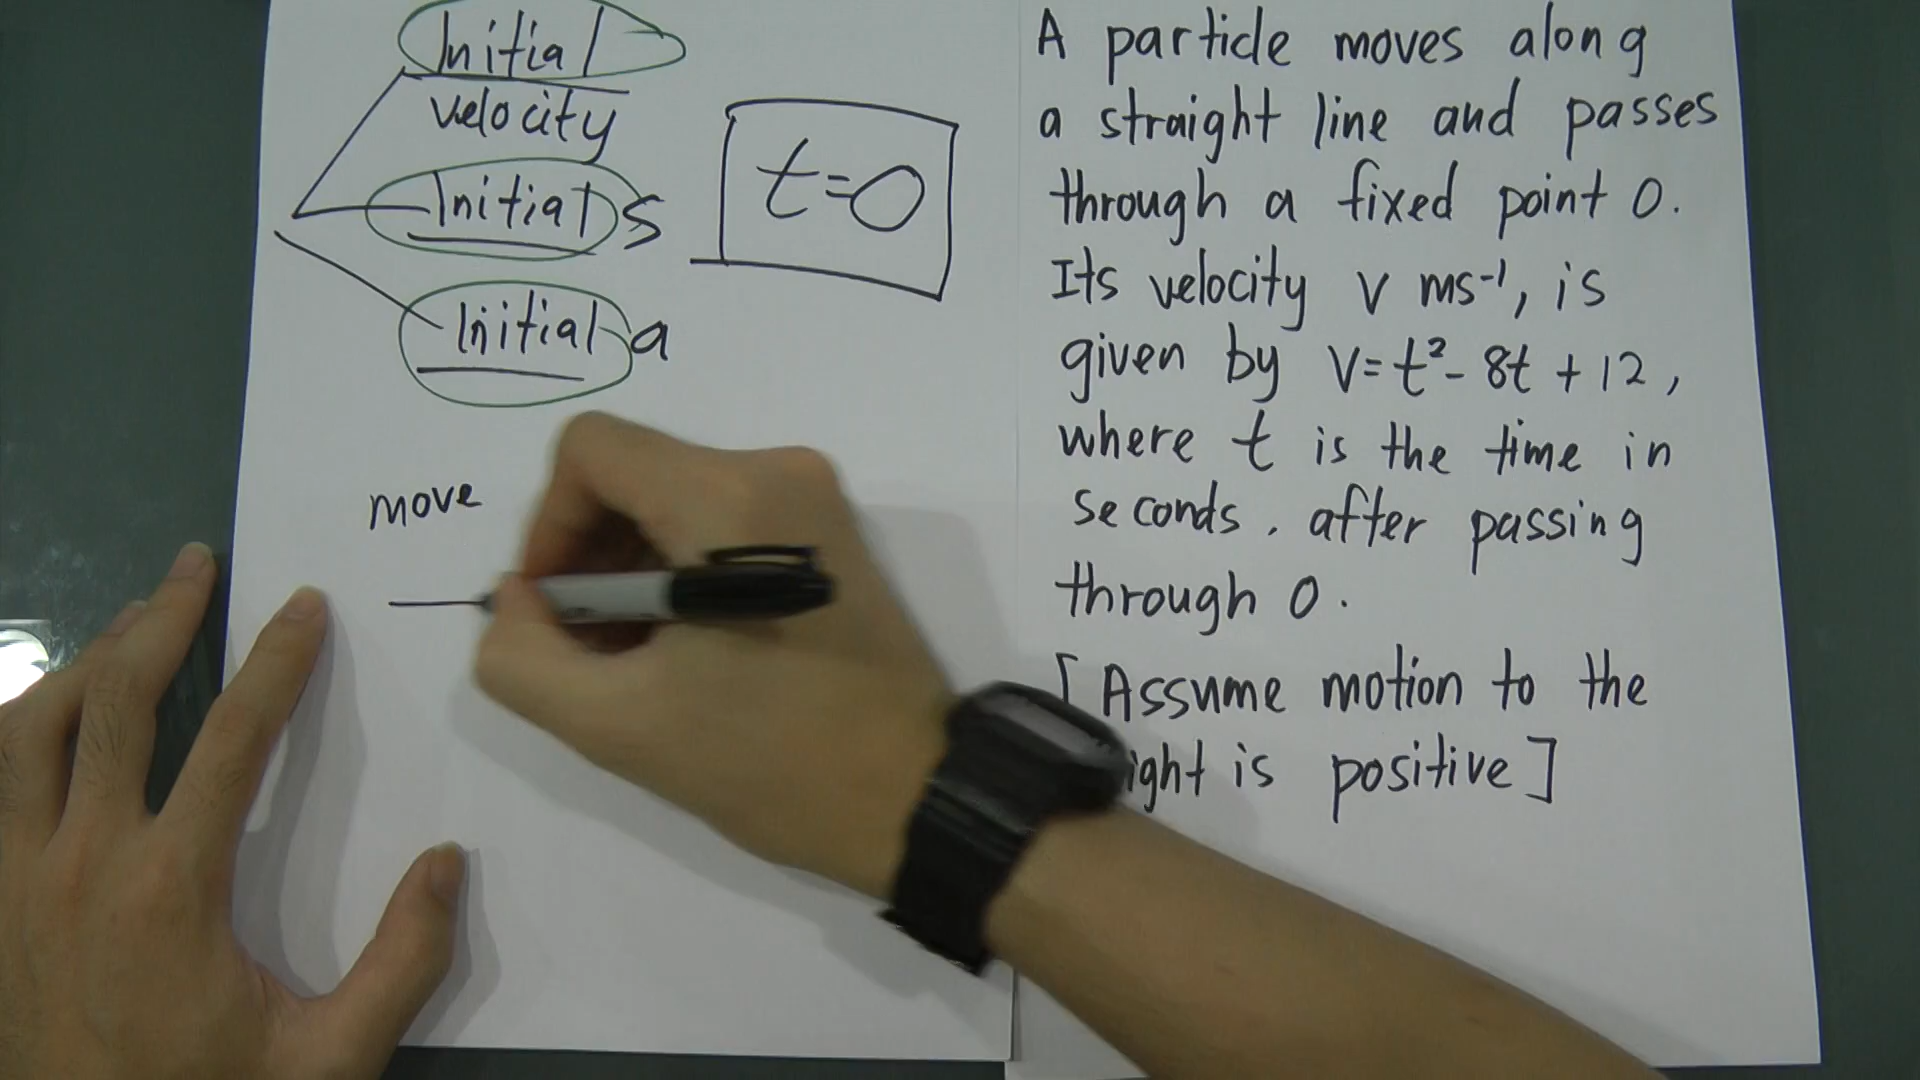 Initial
velocity
Initial s
Initial a
t=0
move
A particle moves along
a straight line and passes
through a fixed point O.
Its velocity v ms⁻¹, is
given by v=t²-8t+12,
where t is the time in
seconds, after passing
through O.
[Assume motion to the
ight is positive]